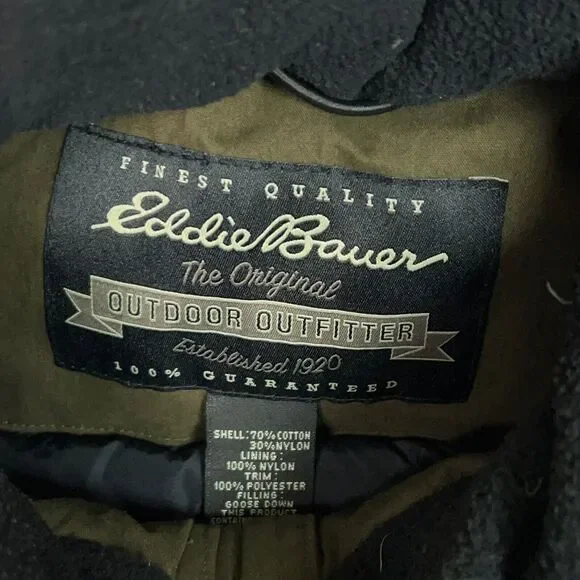 FINEST QUALITY
Eddie Bauer
The Original
OUTDOOR OUTFITTER
Established 1920
100% GUARANTEED
SHELL:70%COTTON
30%NYLON
LINING:
100%NYLON
TRIM:
100%POLYESTER
FILLING:
GOOSE DOWN
THIS PRODUCT